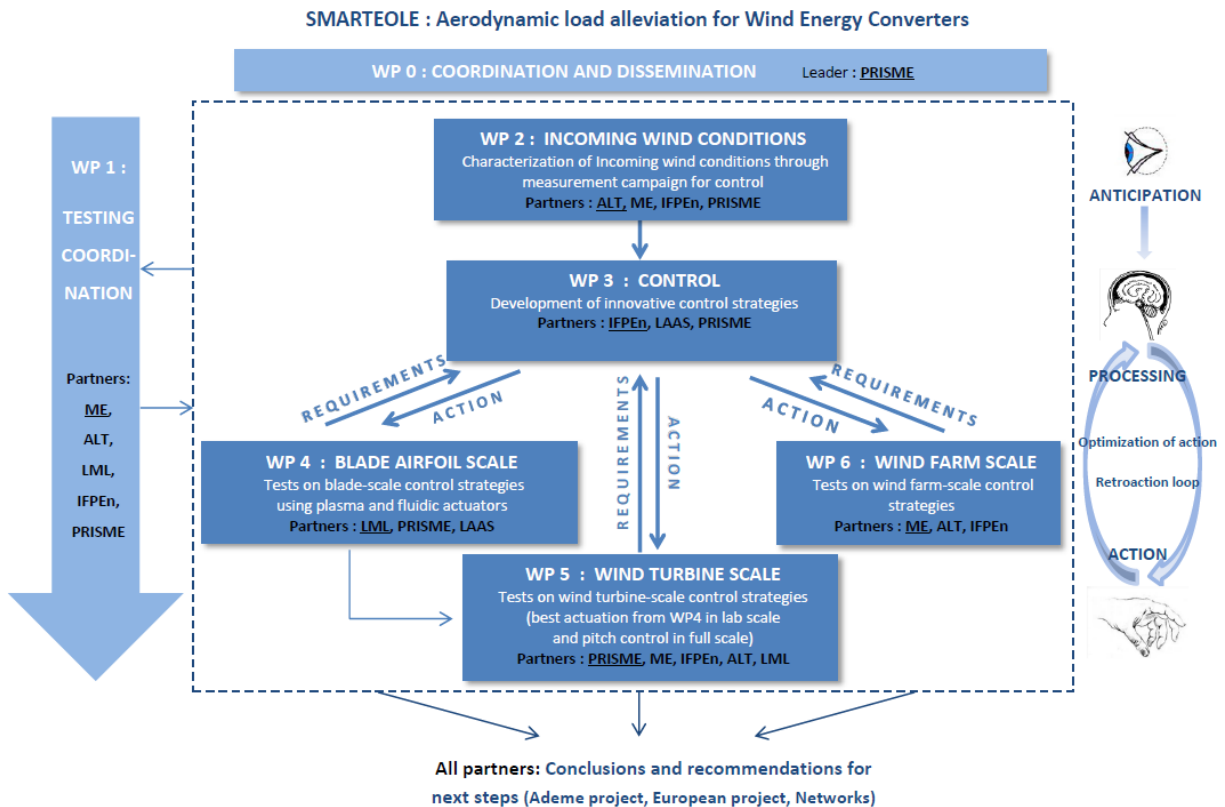 SMARTEOLE : Aerodynamic load alleviation for Wind Energy Converters
WP 0 : COORDINATION AND DISSEMINATION Leader : PRISME
WP 1 :
TESTING
COORDI-
NATION
Partners:
ME,
ALT,
LML,
IFPEn,
PRISME
WP 2 : INCOMING WIND CONDITIONS
Characterization of Incoming wind conditions through
measurement campaign for control
Partners : ALT, ME, IFPEn, PRISME
WP 3 : CONTROL
Development of innovative control strategies
Partners : IFPEn, LAAS, PRISME
REQUIREMENTS
ACTION
REQUIREMENTS
ACTION
REQUIREMENTS
ACTION
WP 4 : BLADE AIRFOIL SCALE
Tests on blade-scale control strategies
using plasma and fluidic actuators
Partners : LML, PRISME, LAAS
WP 6 : WIND FARM SCALE
Tests on wind farm-scale control
strategies
Partners : ME, ALT, IFPEn
WP 5 : WIND TURBINE SCALE
Tests on wind turbine-scale control strategies
(best actuation from WP4 in lab scale
and pitch control in full scale)
Partners : PRISME, ME, IFPEn, ALT, LML
ANTICIPATION
PROCESSING
Optimization of action
Retroaction loop
ACTION
All partners: Conclusions and recommendations for
next steps (Ademe project, European project, Networks)